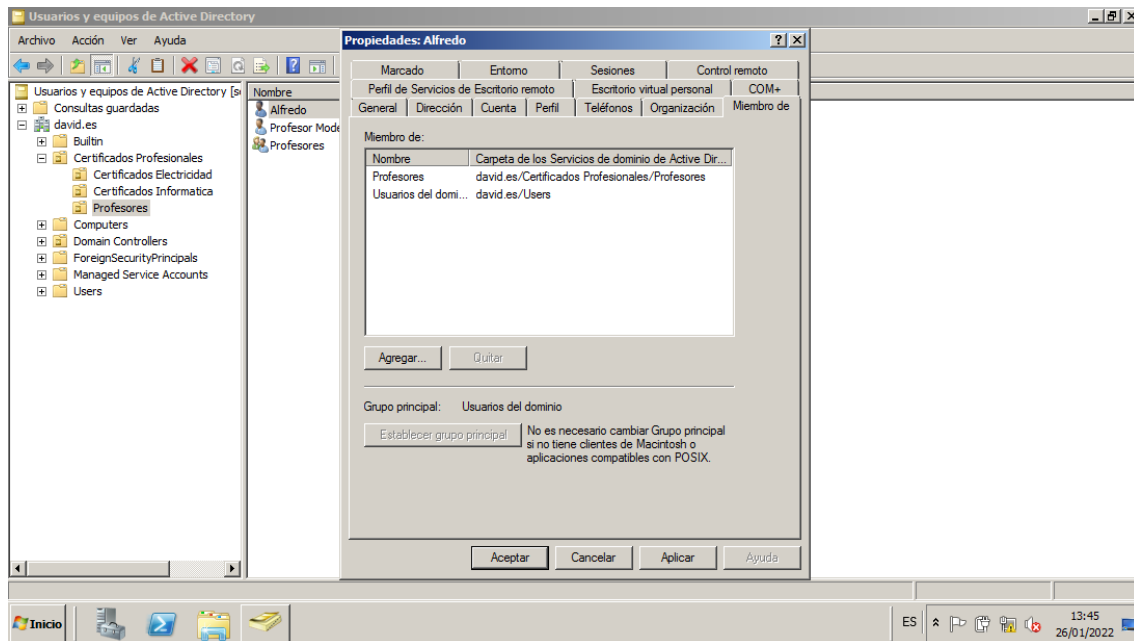 Usuarios y equipos de Active Directory
Archivo Acción Ver Ayuda
Usuarios y equipos de Active Directory [se
Consultas guardadas
david.es
Builtin
Certificados Profesionales
Certificados Electricidad
Certificados Informatica
Profesores
Computers
Domain Controllers
ForeignSecurityPrincipals
Managed Service Accounts
Users
Nombre
Alfredo
Profesor Mode
Profesores
Propiedades: Alfredo
Marcado Entorno Sesiones Control remoto
Perfil de Servicios de Escritorio remoto Escritorio virtual personal COM+
General Dirección Cuenta Perfil Teléfonos Organización Miembro de
Miembro de:
Nombre Carpeta de los Servicios de dominio de Active Dir...
Profesores david.es/Certificados Profesionales/Profesores
Usuarios del domi... david.es/Users
Agregar... Quitar
Grupo principal: Usuarios del dominio
Establecer grupo principal
No es necesario cambiar Grupo principal
si no tiene clientes de Macintosh o
aplicaciones compatibles con POSIX.
Aceptar Cancelar Aplicar Ayuda
Inicio
ES
13:45
26/01/2022